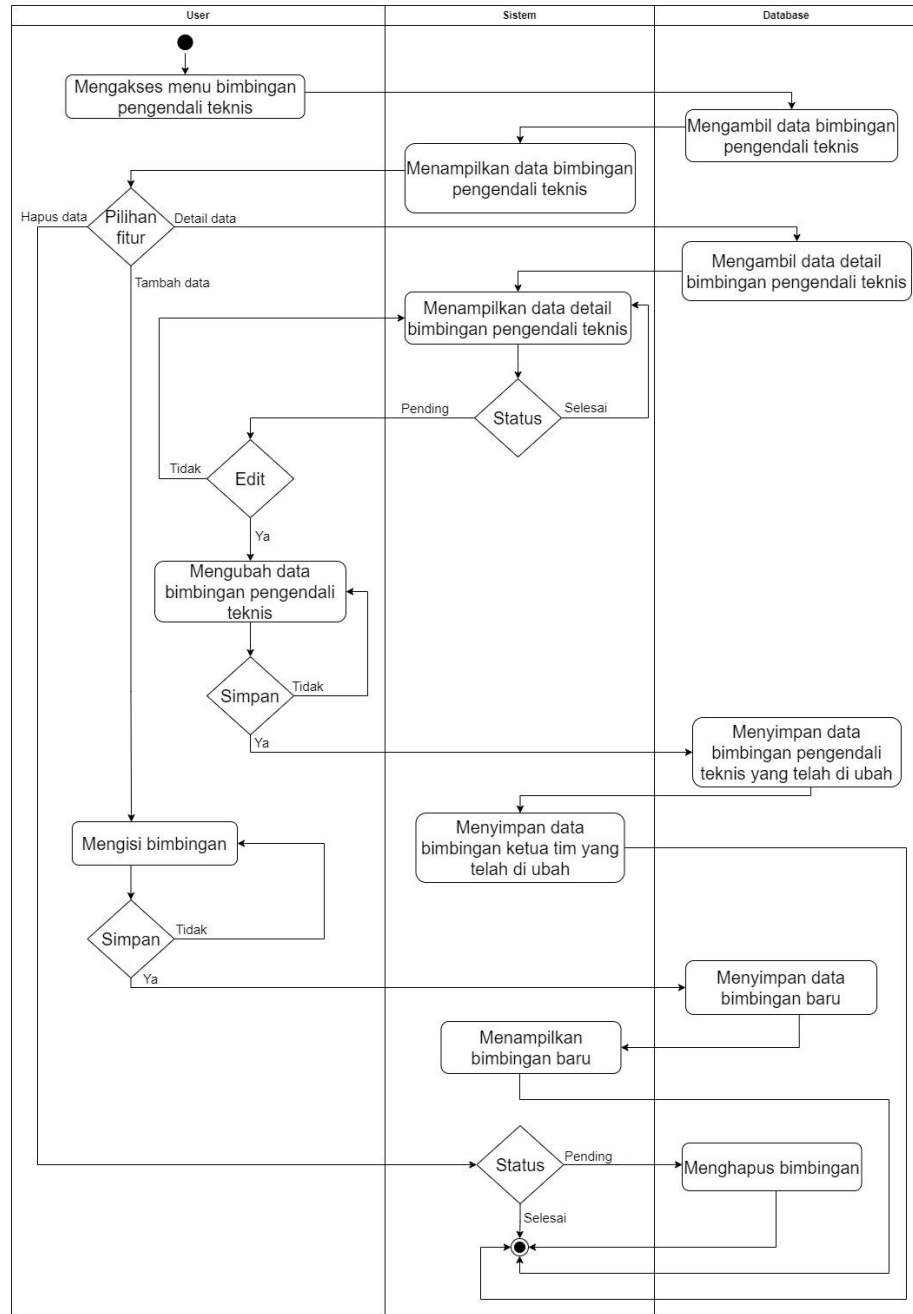 User
Sistem
Database
Mengakses menu bimbingan
pengendali teknis
Mengambil data bimbingan
pengendali teknis
Menampilkan data bimbingan
pengendali teknis
Hapus data
Pilihan
fitur
Detail data
Tambah data
Mengambil data detail
bimbingan pengendali teknis
Menampilkan data detail
bimbingan pengendali teknis
Pending
Status
Selesai
Tidak
Edit
Ya
Mengubah data
bimbingan pengendali
teknis
Simpan
Tidak
Ya
Menyimpan data
bimbingan pengendali
teknis yang telah di ubah
Menyimpan data
bimbingan ketua tim yang
telah di ubah
Mengisi bimbingan
Simpan
Tidak
Ya
Menyimpan data
bimbingan baru
Menampilkan
bimbingan baru
Status
Pending
Menghapus bimbingan
Selesai